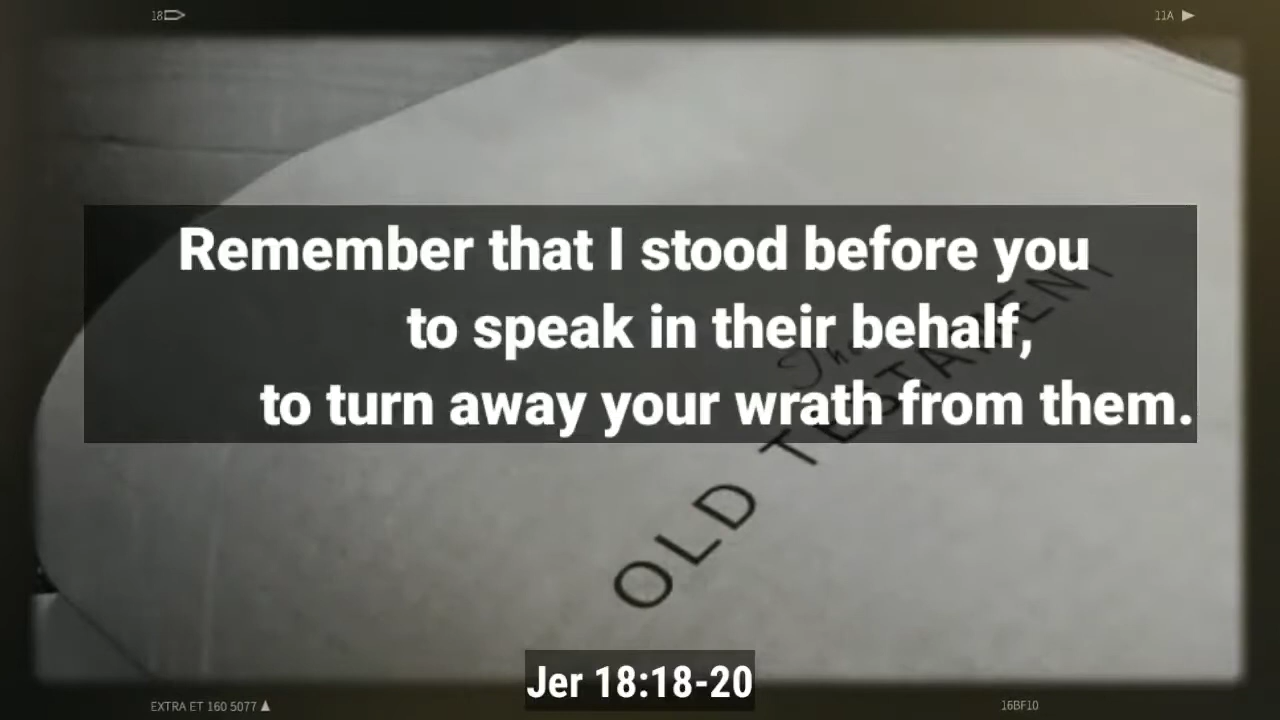 18
11A
Remember that I stood before you
to speak in their behalf,
to turn away your wrath from them.
The
OLD TESTAMENT
Jer 18:18-20
EXTRA ET 160 5077
16BF10